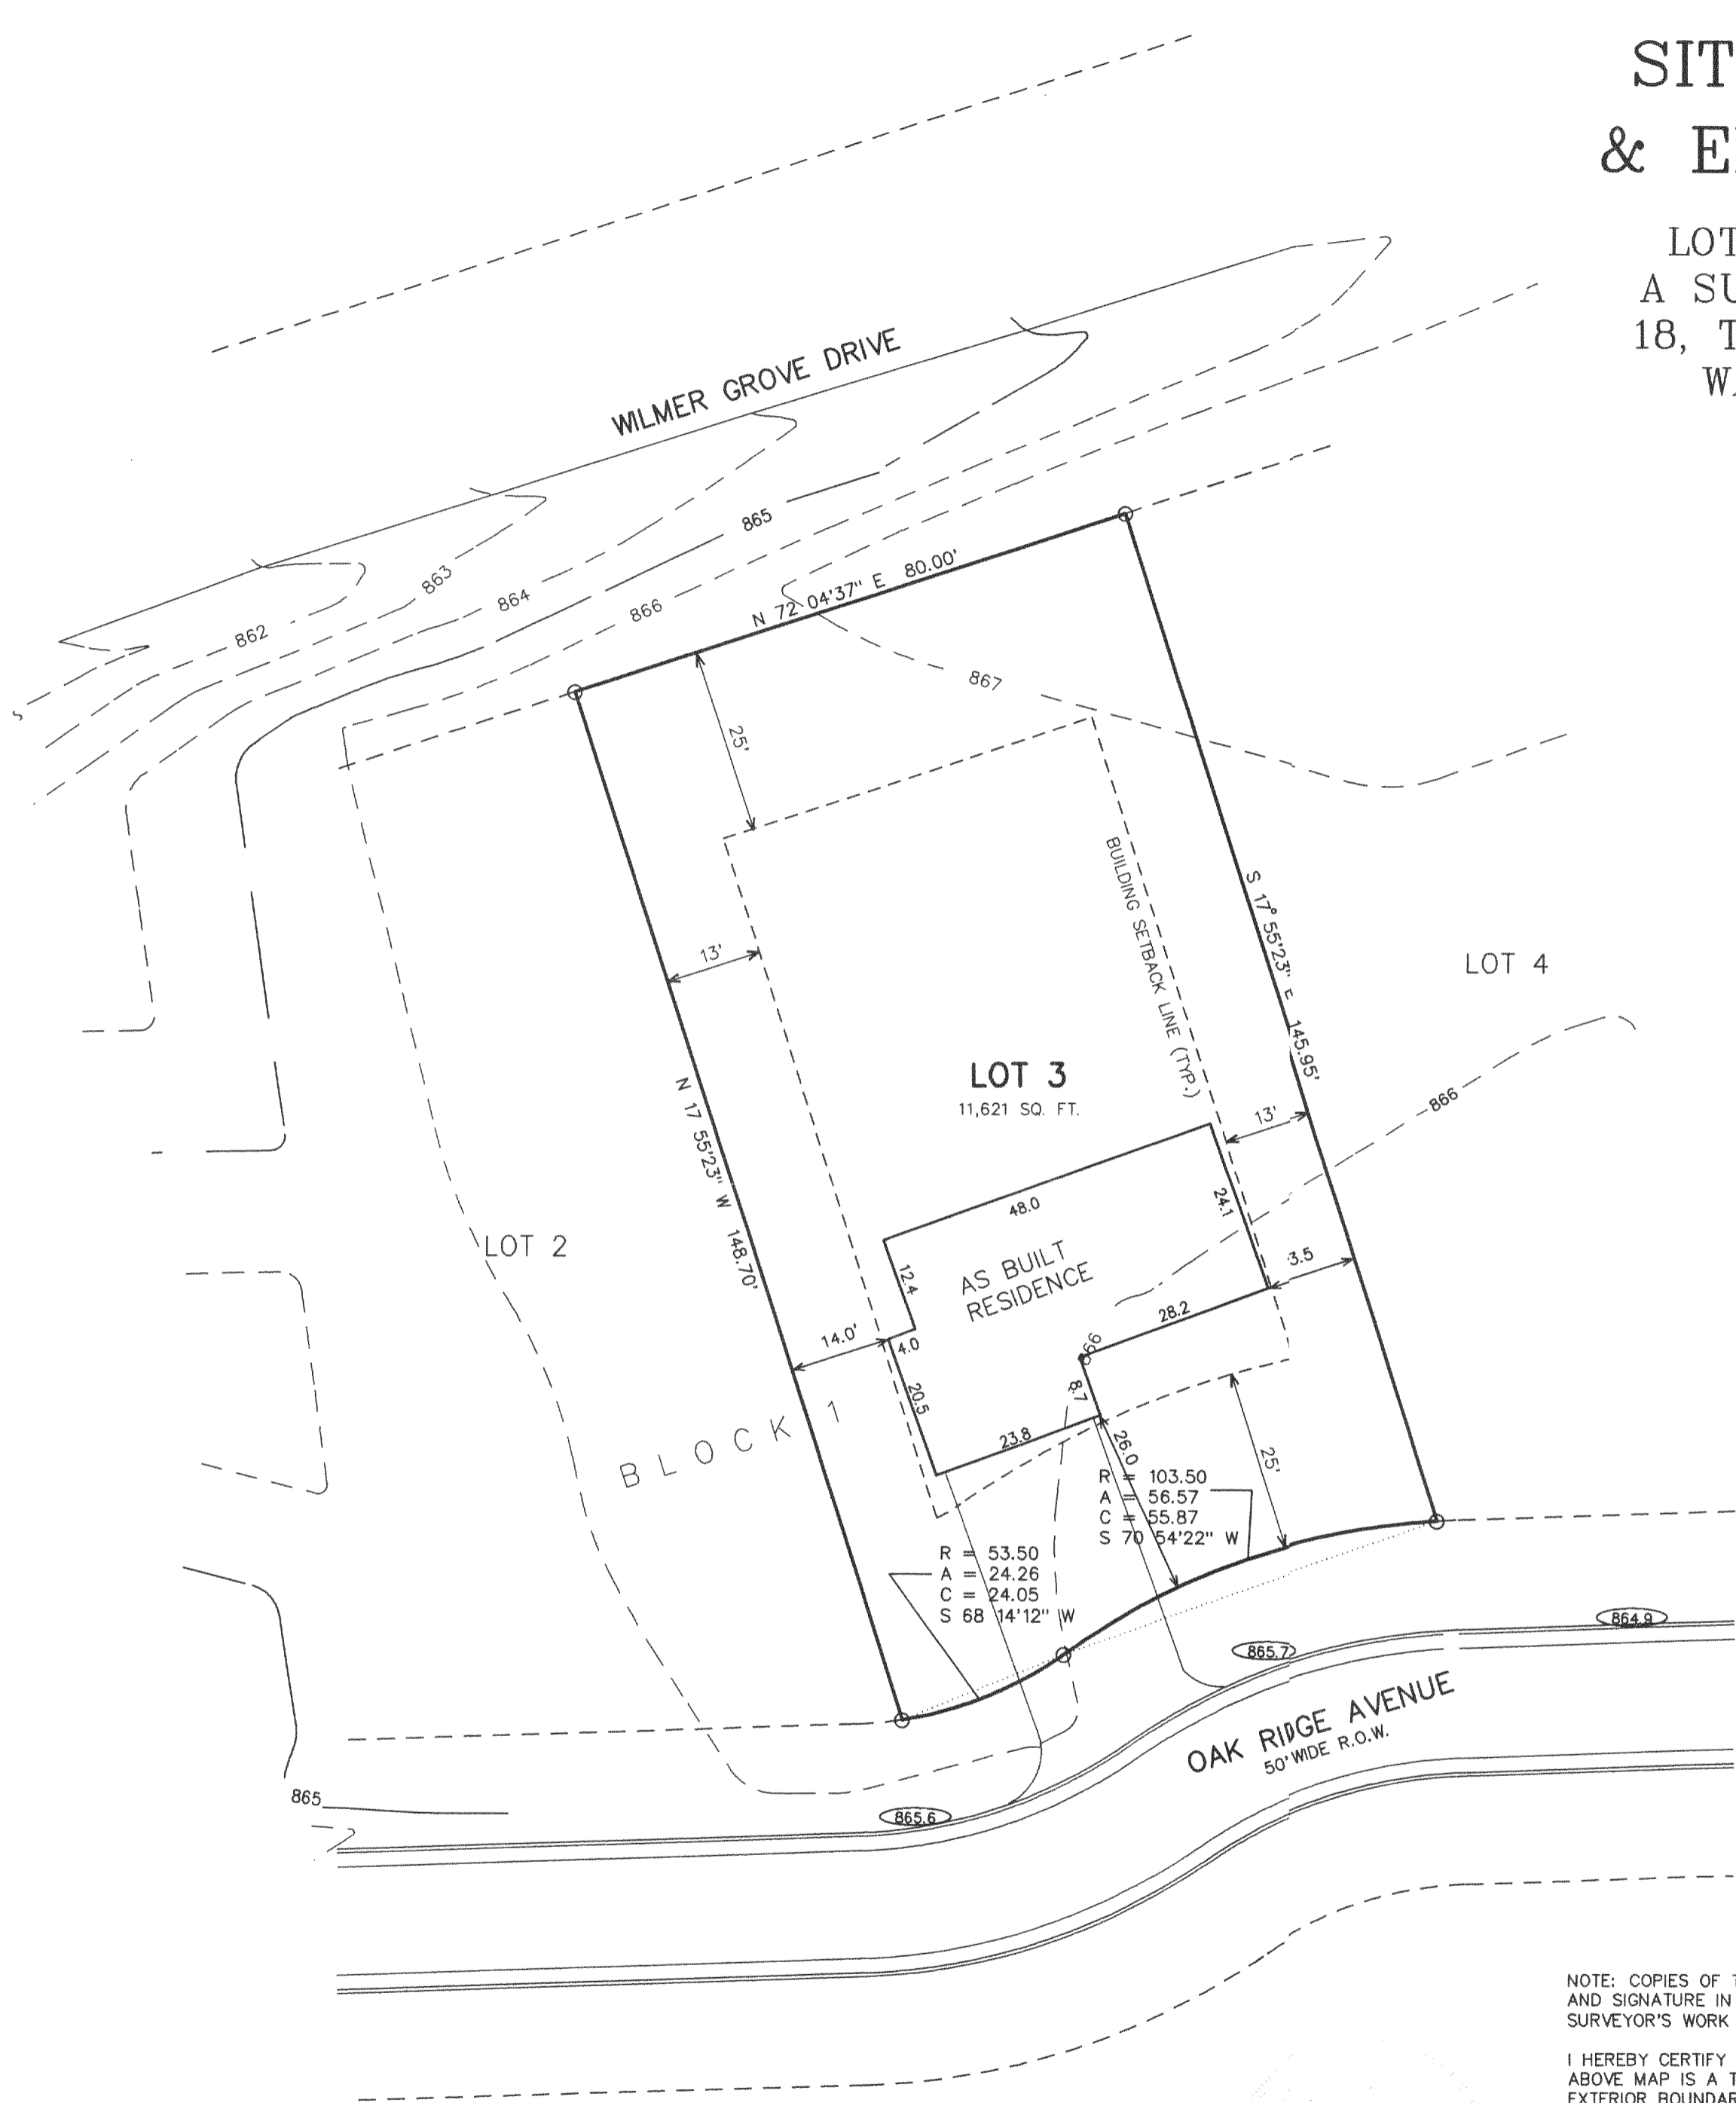 SIT
& E
LOT
A SU
18, T
W
WILMER GROVE DRIVE
865
863
864
866
862
N 72 04'37" E 80.00'
867
25'
BUILDING SETBACK LINE (TYP.)
S 17° 55'23" E 145.95'
13'
LOT 4
LOT 3
11,621 SQ. FT.
N 17 55'23" W 148.70'
13'
866
48.0
24.1
LOT 2
12.4
AS BUILT
RESIDENCE
3.5
28.2
14.0'
4.0
866
8.7
20.5
BLOCK 1
23.8
26.0
25'
R = 103.50
A = 56.57
C = 55.87
S 70 54'22" W
R = 53.50
A = 24.26
C = 24.05
S 68 14'12" W
864.9
865.7
OAK RIDGE AVENUE
50' WIDE R.O.W.
865
865.6
NOTE: COPIES OF T
AND SIGNATURE IN
SURVEYOR'S WORK
I HEREBY CERTIFY
ABOVE MAP IS A T
EXTERIOR BOUNDAR